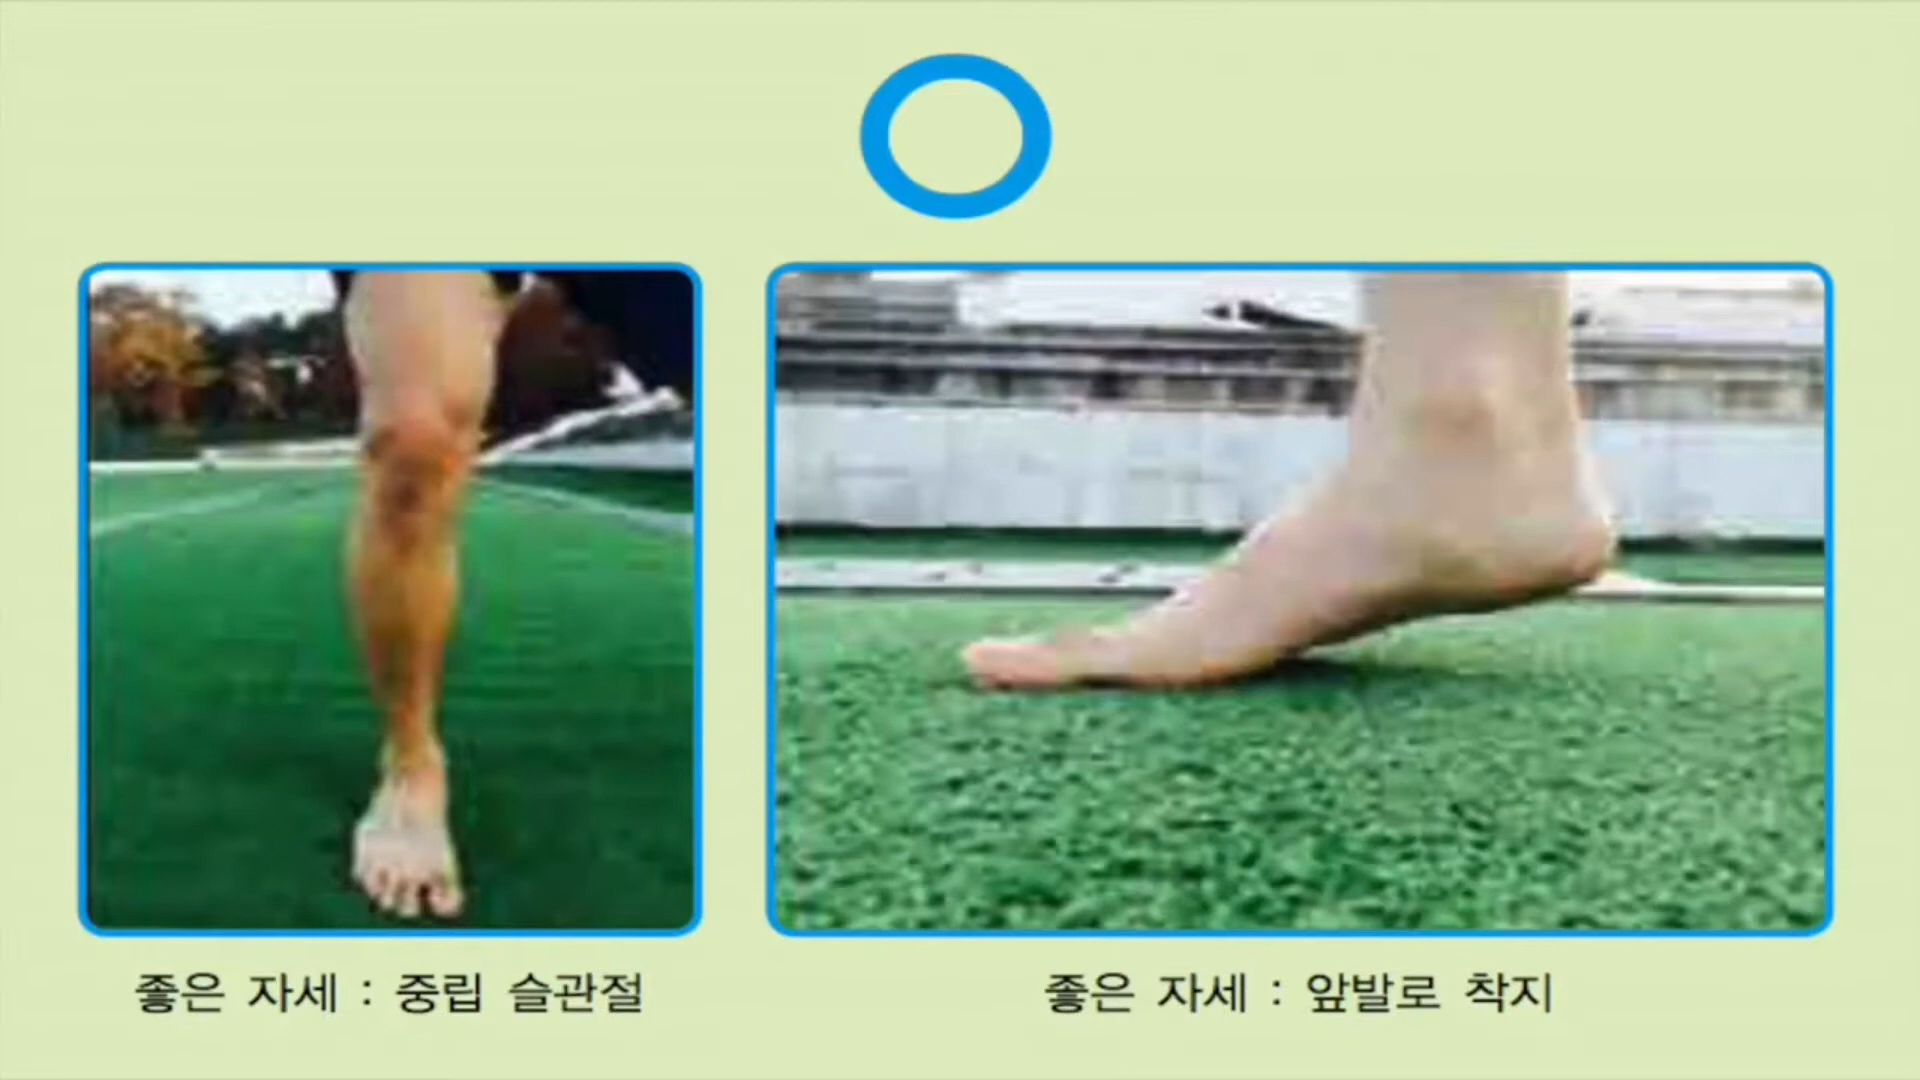 좋은 자세 : 중립 슬관절
좋은 자세 : 앞발로 착지